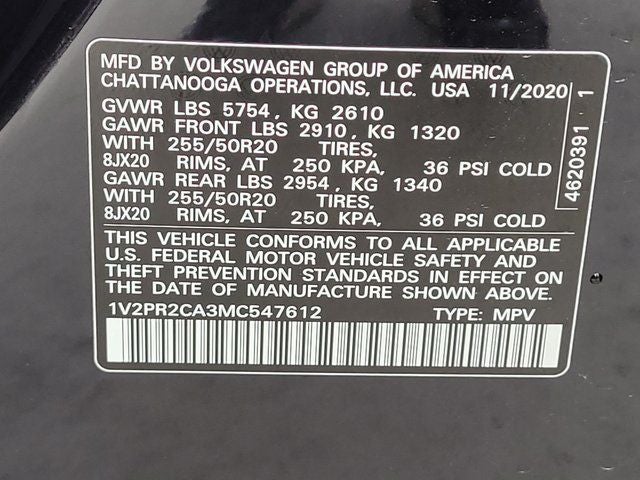 MFD BY VOLKSWAGEN GROUP OF AMERICA
CHATTANOOGA OPERATIONS, LLC. USA 11/2020
GVWR LBS 5754 , KG 2610
GAWR FRONT LBS 2910 , KG 1320
WITH 255/50R20 TIRES,
8JX20 RIMS, AT 250 KPA, 36 PSI COLD
GAWR REAR LBS 2954 , KG 1340
WITH 255/50R20 TIRES,
8JX20 RIMS, AT 250 KPA, 36 PSI COLD
THIS VEHICLE CONFORMS TO ALL APPLICABLE
U.S. FEDERAL MOTOR VEHICLE SAFETY AND
THEFT PREVENTION STANDARDS IN EFFECT ON
THE DATE OF MANUFACTURE SHOWN ABOVE.
1V2PR2CA3MC547612 TYPE: MPV
4620391 1